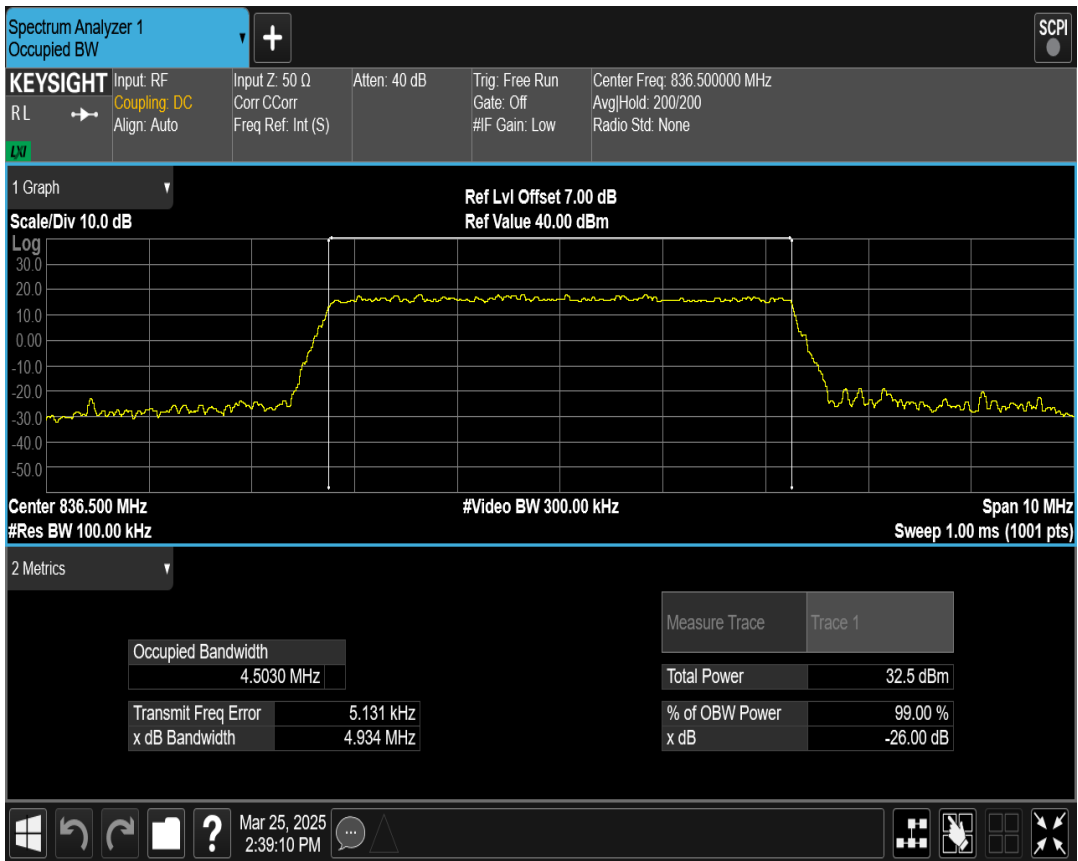 Spectrum Analyzer 1
Occupied BW
SCPI
KEYSIGHT
RL
LXI
Input: RF
Coupling: DC
Align: Auto
Input Z: 50 Ω
Corr CCorr
Freq Ref: Int (S)
Atten: 40 dB
Trig: Free Run
Gate: Off
#IF Gain: Low
Center Freq: 836.500000 MHz
Avg|Hold: 200/200
Radio Std: None
1 Graph
Ref Lvl Offset 7.00 dB
Scale/Div 10.0 dB
Ref Value 40.00 dBm
Log
30.0
20.0
10.0
0.00
-10.0
-20.0
-30.0
-40.0
-50.0
Center 836.500 MHz
#Video BW 300.00 kHz
Span 10 MHz
#Res BW 100.00 kHz
Sweep 1.00 ms (1001 pts)
2 Metrics
Measure Trace Trace 1
Occupied Bandwidth
4.5030 MHz
Total Power 32.5 dBm
Transmit Freq Error 5.131 kHz
% of OBW Power 99.00 %
x dB Bandwidth 4.934 MHz
x dB -26.00 dB
Mar 25, 2025
2:39:10 PM